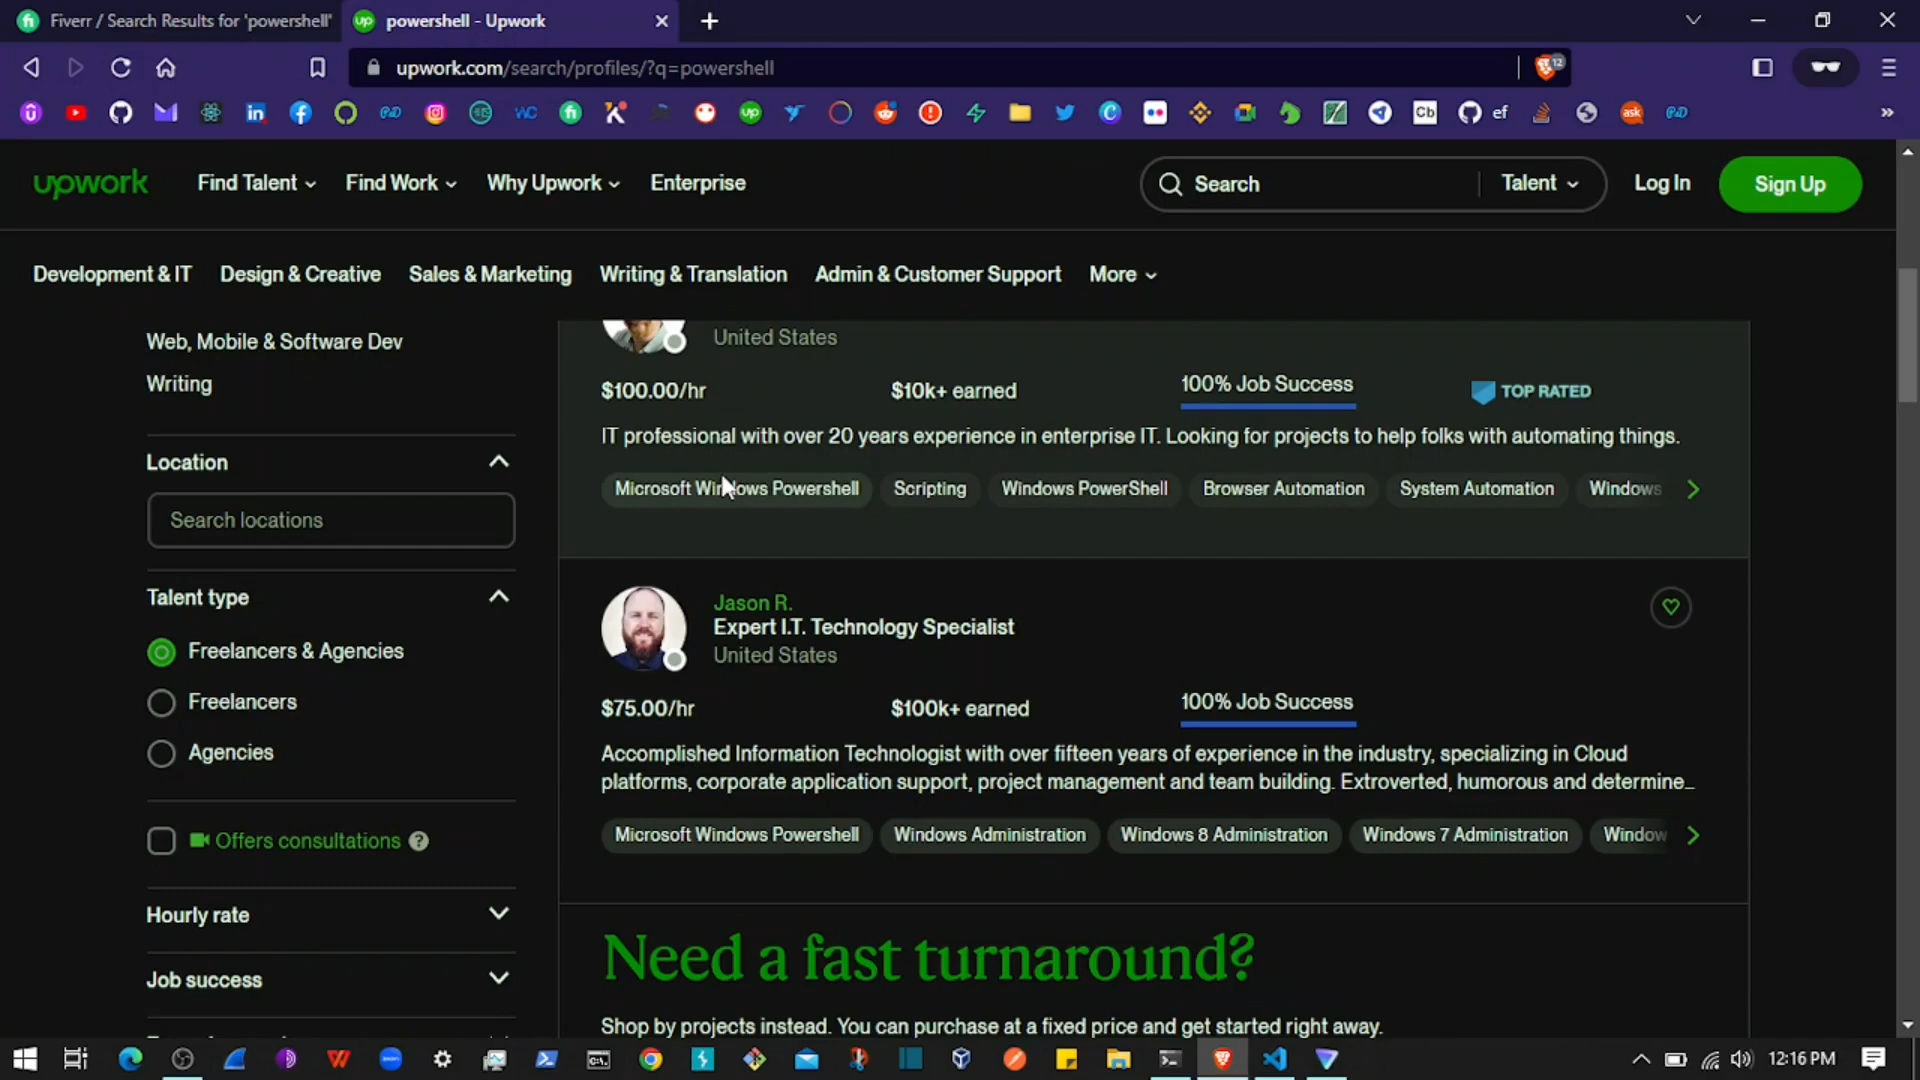 Fiverr / Search Results for 'powershell'
powershell - Upwork
upwork.com/search/profiles/?q=powershell
12
ef
upwork
Find Talent
Find Work
Why Upwork
Enterprise
Search
Talent
Log In
Sign Up
Development & IT
Design & Creative
Sales & Marketing
Writing & Translation
Admin & Customer Support
More
Web, Mobile & Software Dev
Writing
Location
Search locations
Talent type
Freelancers & Agencies
Freelancers
Agencies
Offers consultations
Hourly rate
Job success
United States
$100.00/hr
$10k+ earned
100% Job Success
TOP RATED
IT professional with over 20 years experience in enterprise IT. Looking for projects to help folks with automating things.
Microsoft Windows Powershell
Scripting
Windows PowerShell
Browser Automation
System Automation
Windows
Jason R.
Expert I.T. Technology Specialist
United States
$75.00/hr
$100k+ earned
100% Job Success
Accomplished Information Technologist with over fifteen years of experience in the industry, specializing in Cloud
platforms, corporate application support, project management and team building. Extroverted, humorous and determine…
Microsoft Windows Powershell
Windows Administration
Windows 8 Administration
Windows 7 Administration
Window
Need a fast turnaround?
Shop by projects instead. You can purchase at a fixed price and get started right away.
12:16 PM